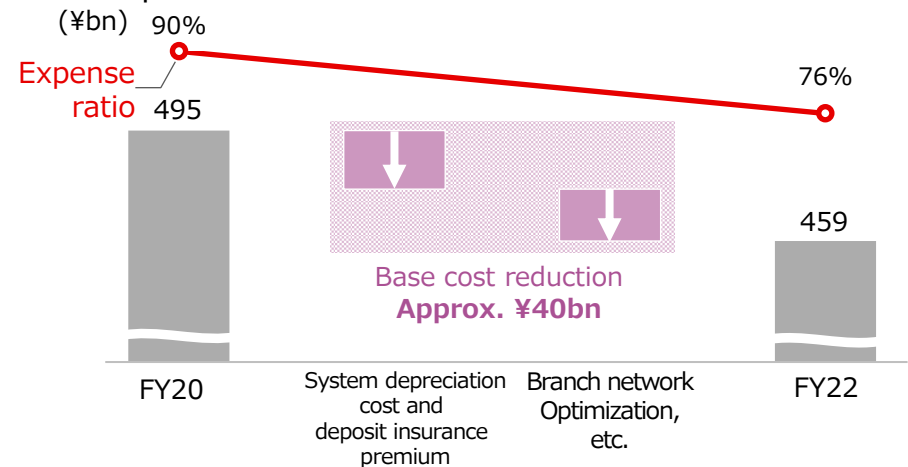 (¥bn)
90%
Expense
ratio
76%
495
459
Base cost reduction
Approx. ¥40bn
FY20
System depreciation
cost and
deposit insurance
premium
Branch network
Optimization,
etc.
FY22